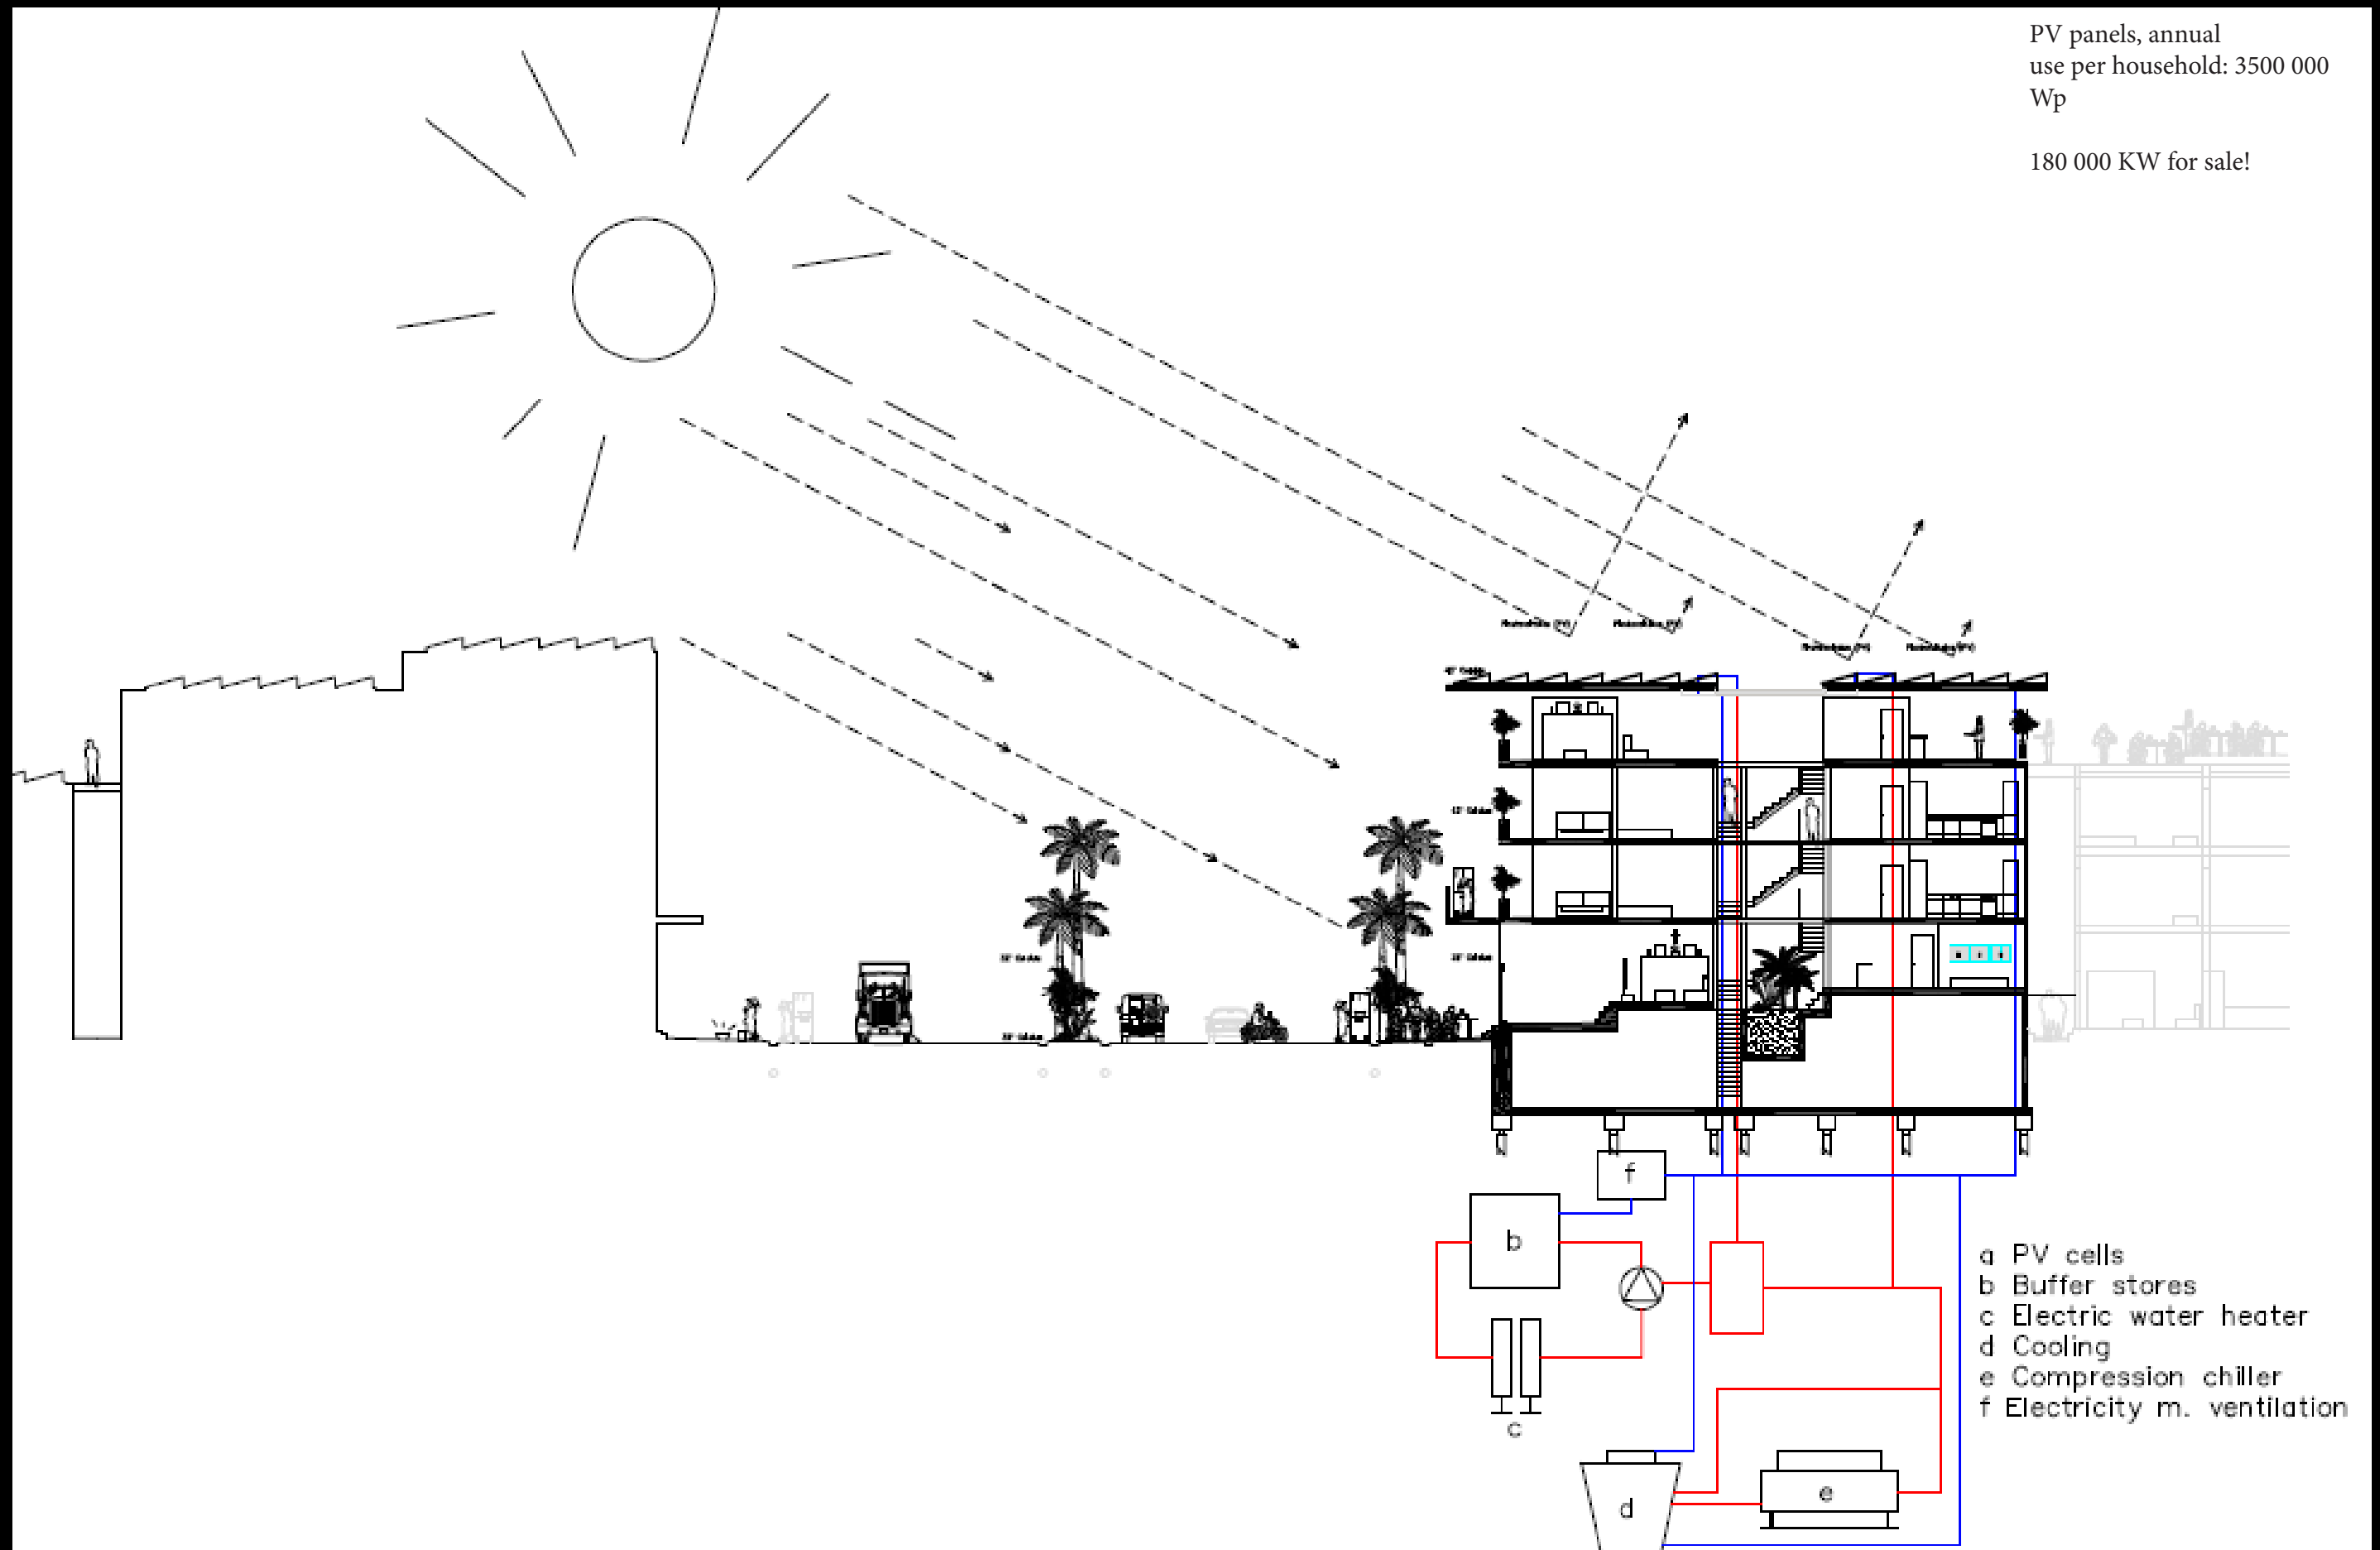 PV panels, annual
use per household: 3500 000
Wp
180 000 KW for sale!
f
b
c
d
e
a PV cells
b Buffer stores
c Electric water heater
d Cooling
e Compression chiller
f Electricity m. ventilation